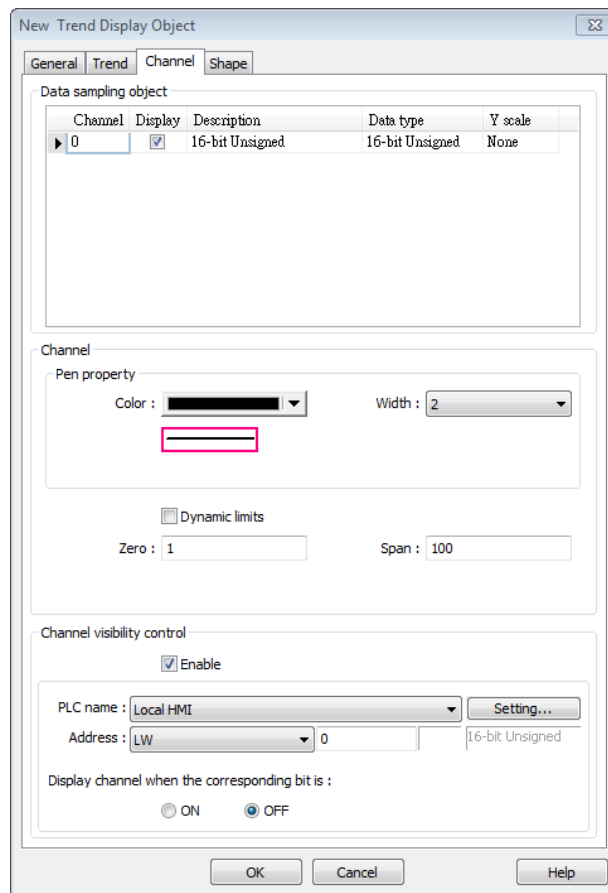 New Trend Display Object
General Trend Channel Shape
Data sampling object
Channel Display Description Data type Y scale
0 16-bit Unsigned 16-bit Unsigned None
Channel
Pen property
Color : Width : 2
Dynamic limits
Zero : 1 Span : 100
Channel visibility control
Enable
PLC name : Local HMI Setting...
Address : LW 0 16-bit Unsigned
Display channel when the corresponding bit is :
ON OFF
OK Cancel Help